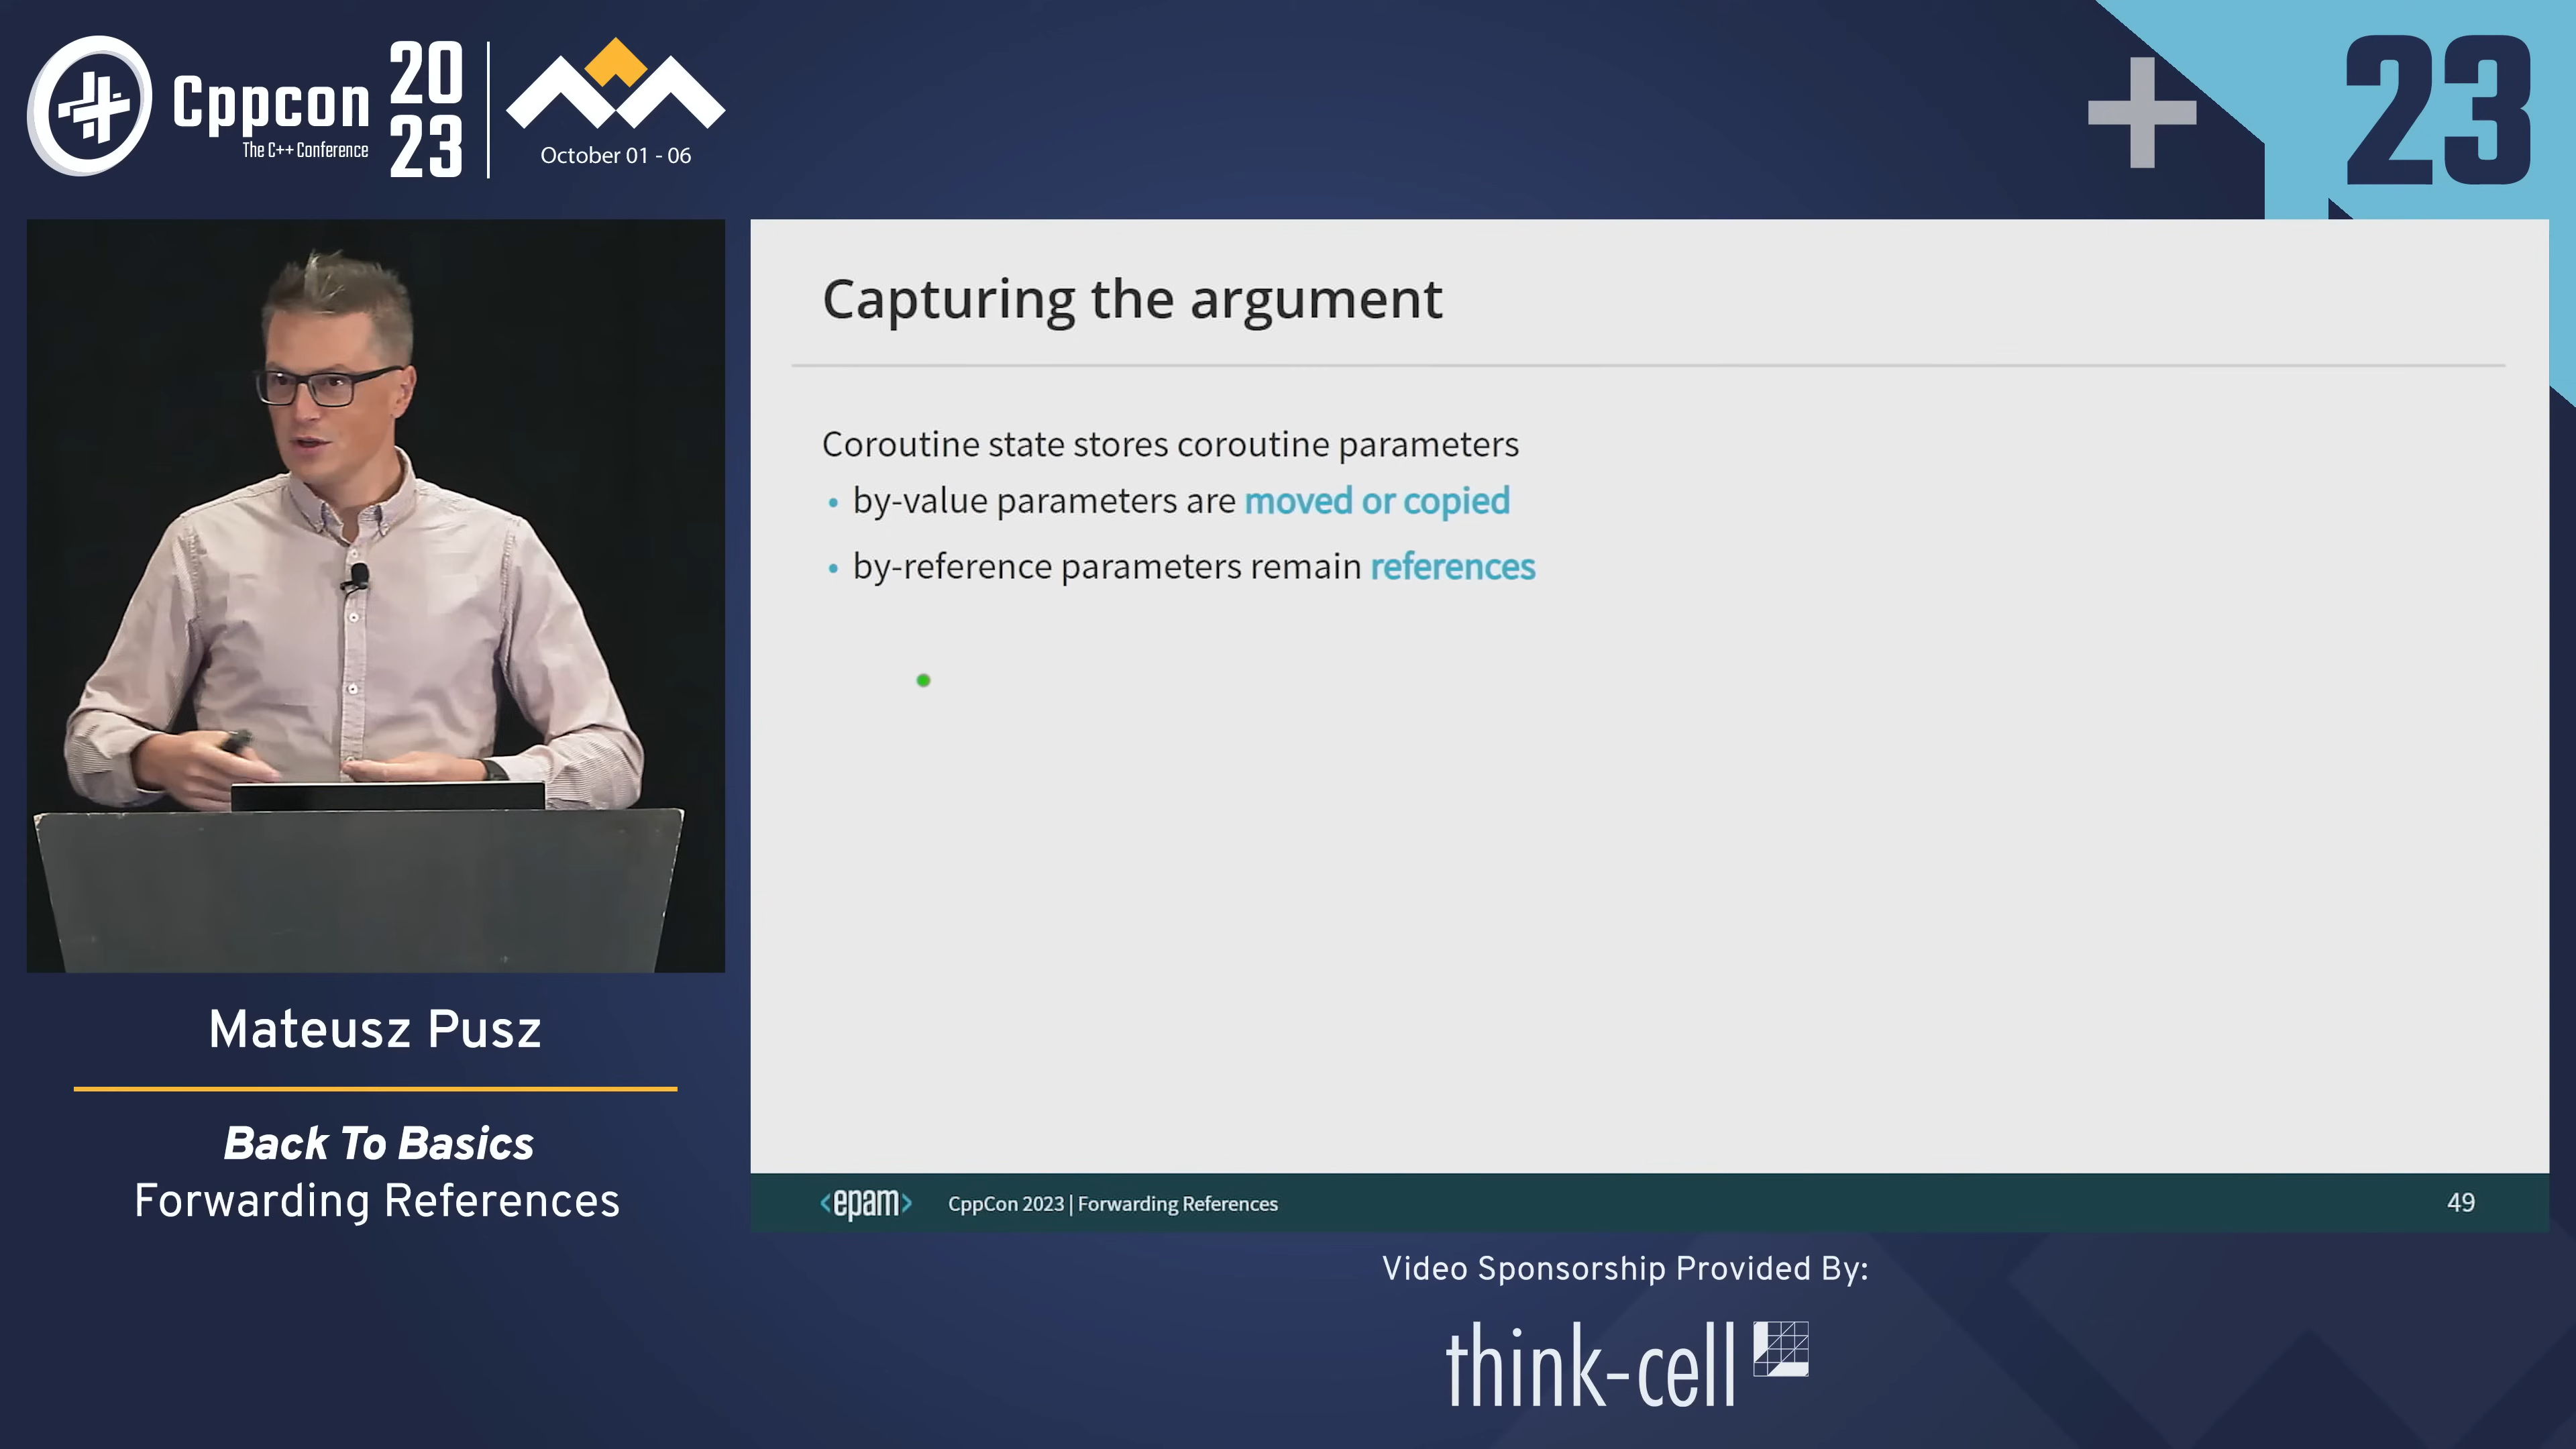 Cppcon
The C++ Conference
20
23
October 01 - 06
23
Capturing the argument
Coroutine state stores coroutine parameters
• by-value parameters are moved or copied
• by-reference parameters remain references
<epam>
CppCon 2023 | Forwarding References
49
Mateusz Pusz
Back To Basics
Forwarding References
Video Sponsorship Provided By:
think-cell